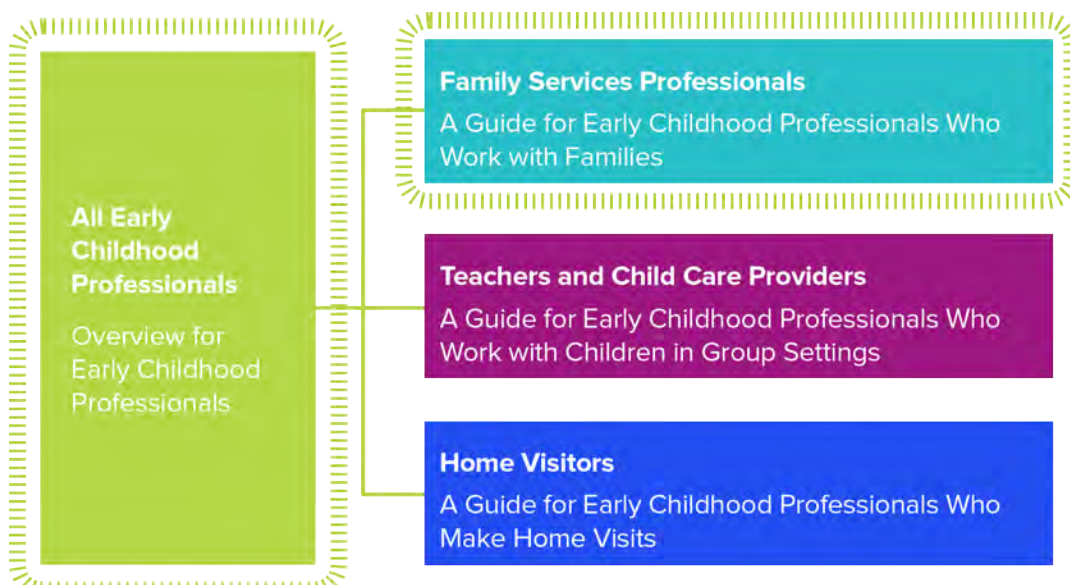 All Early
Childhood
Professionals
Overview for
Early Childhood
Professionals
Family Services Professionals
A Guide for Early Childhood Professionals Who
Work with Families
Teachers and Child Care Providers
A Guide for Early Childhood Professionals Who
Work with Children in Group Settings
Home Visitors
A Guide for Early Childhood Professionals Who
Make Home Visits